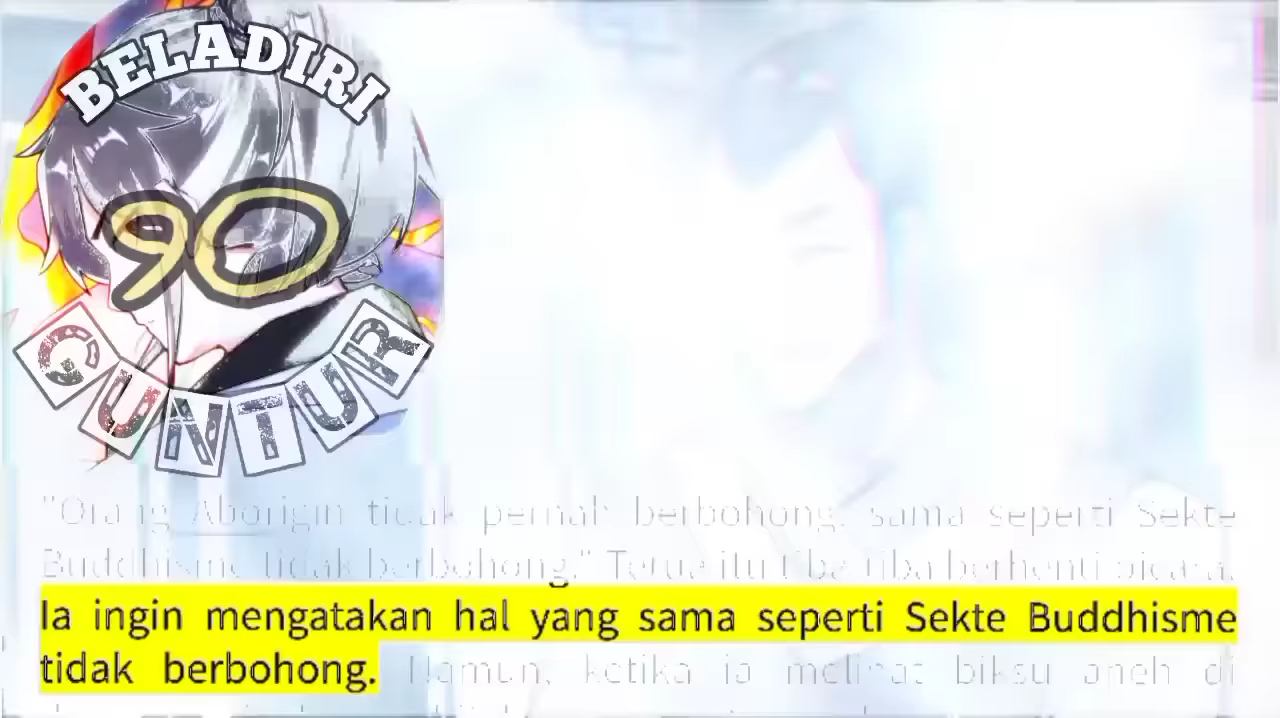 BELADIRI
90
GUNTUR
"Orang Aborigin tidak pernah berbohong, sama seperti Sekte
Buddhisme tidak berbohong." Tetua itu tiba-tiba berhenti bicara.
Ia ingin mengatakan hal yang sama seperti Sekte Buddhisme
tidak berbohong. Namun, ketika ia melihat biksu aneh di